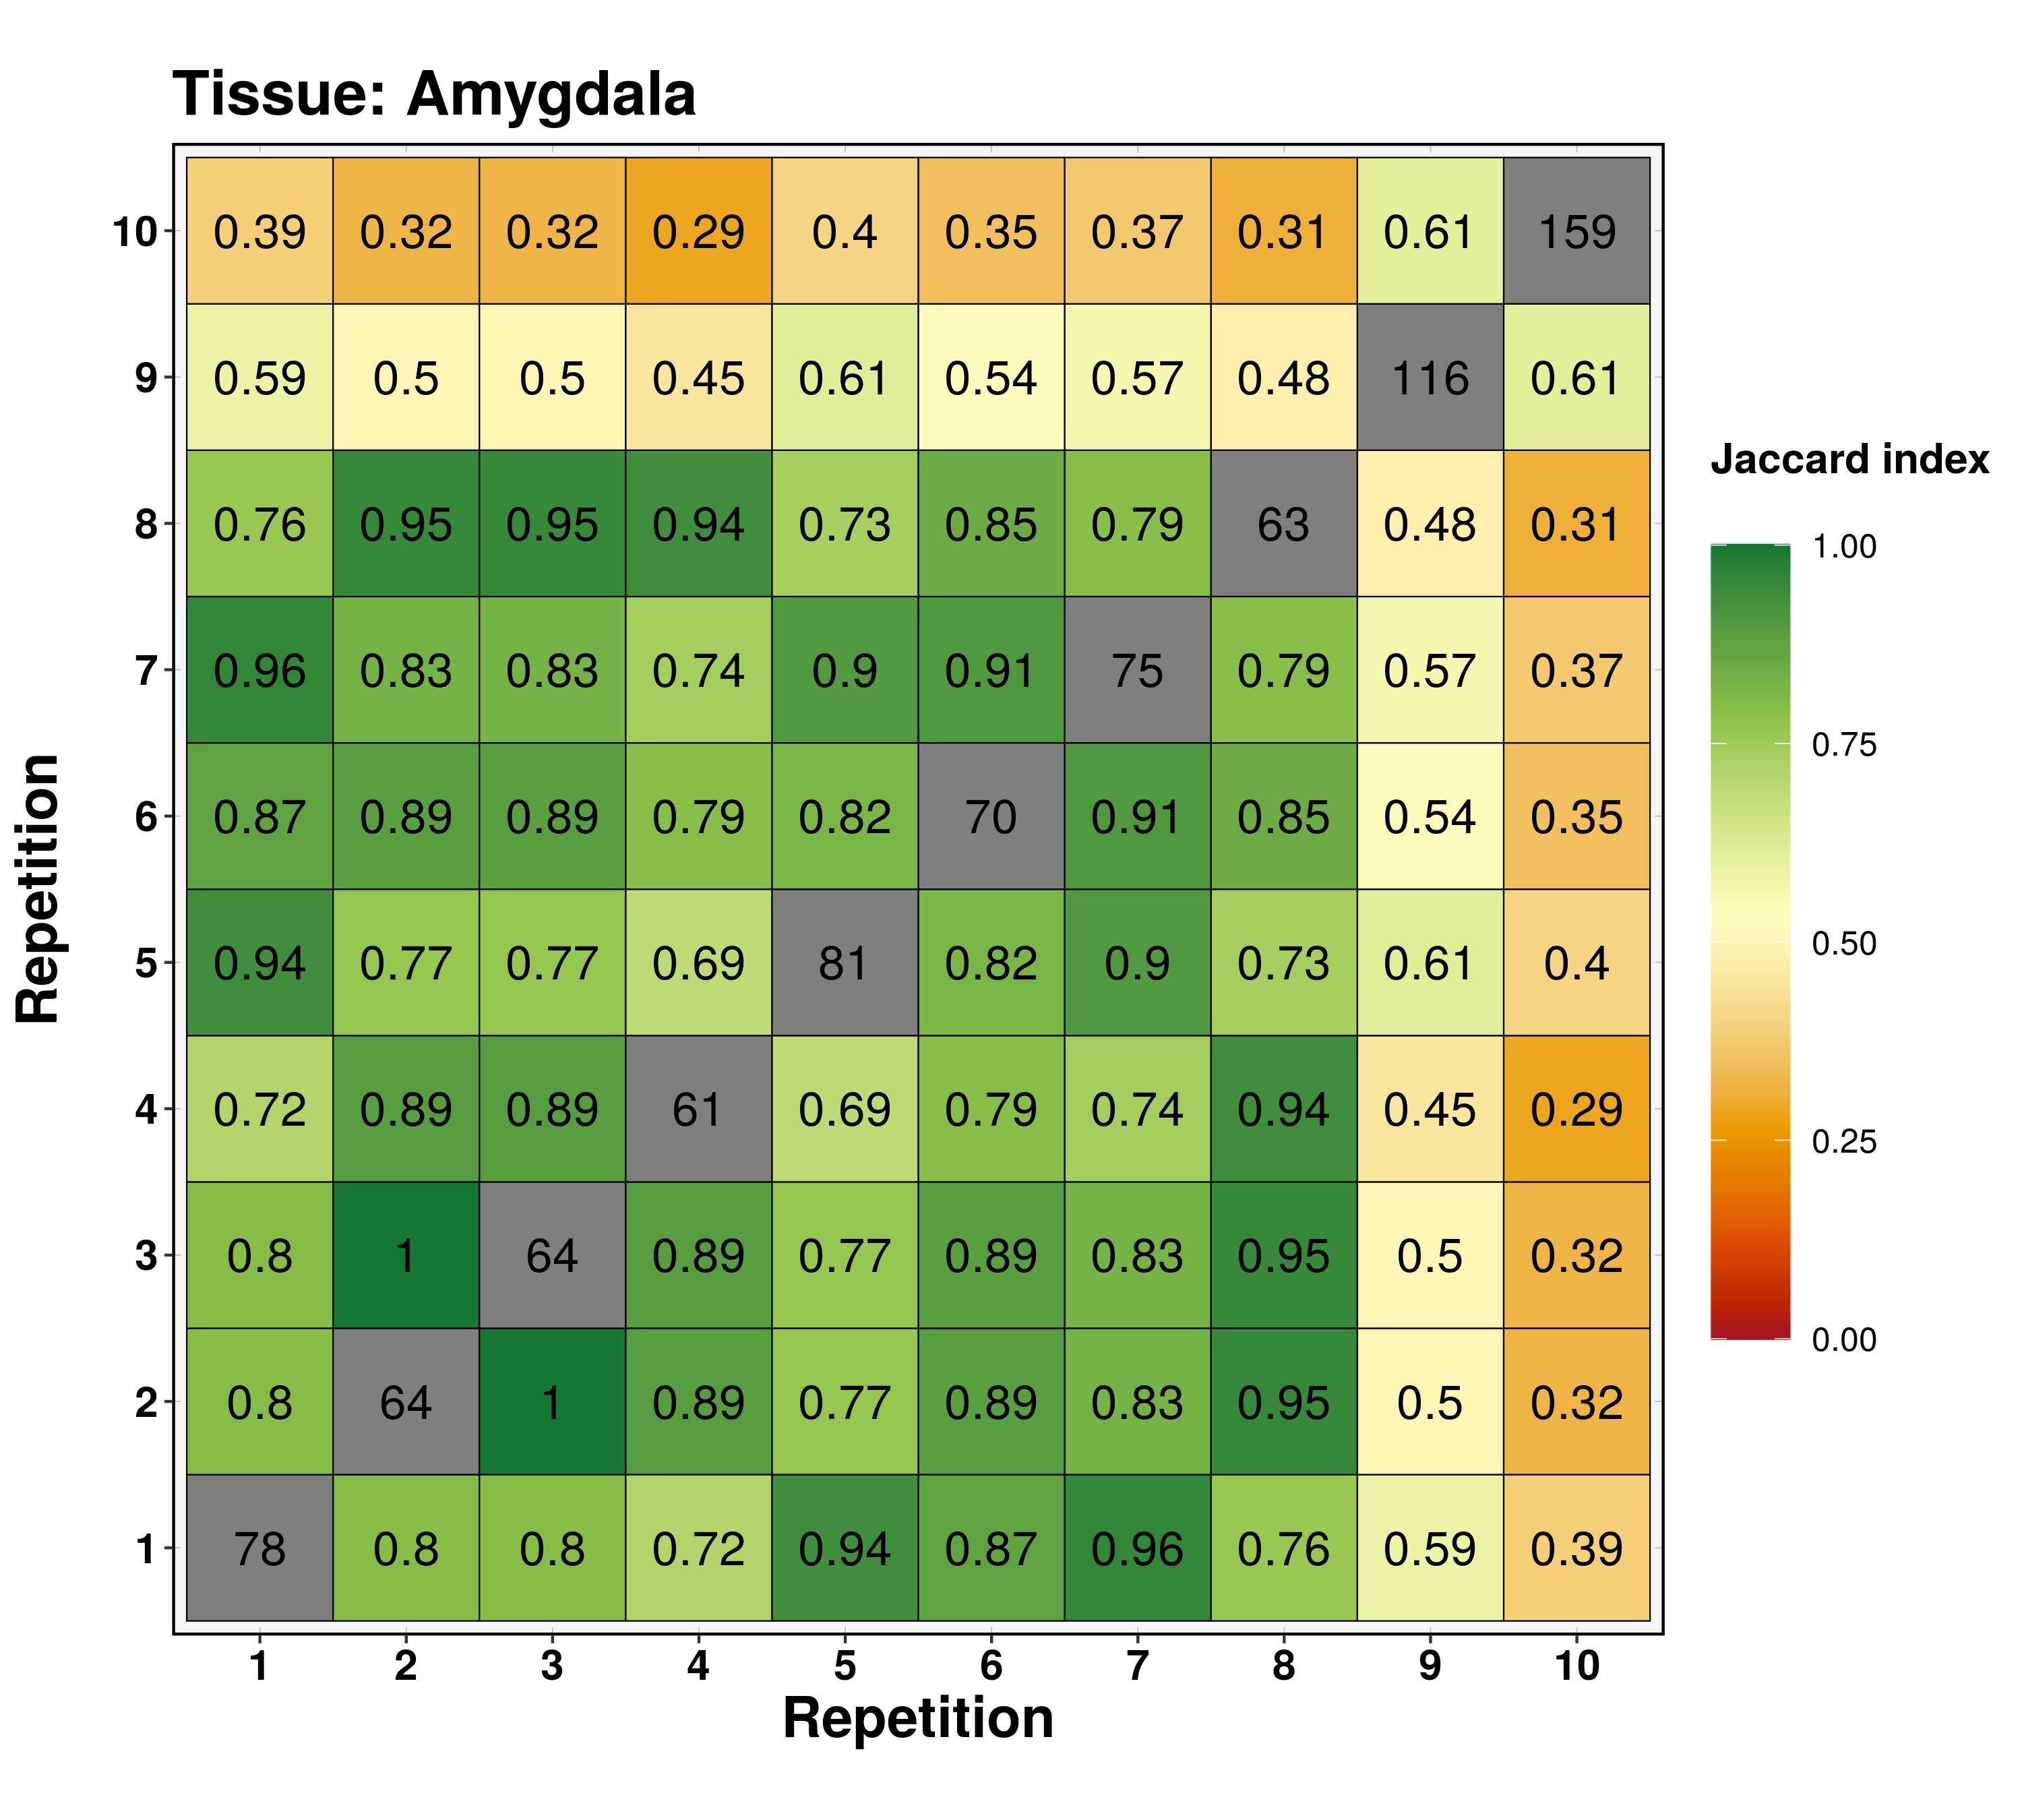 Tissue: Amygdala
10 0.39 0.32 0.32 0.29 0.4 0.35 0.37 0.31 0.61 159
9 0.59 0.5 0.5 0.45 0.61 0.54 0.57 0.48 116 0.61
8 0.76 0.95 0.95 0.94 0.73 0.85 0.79 63 0.48 0.31
7 0.96 0.83 0.83 0.74 0.9 0.91 75 0.79 0.57 0.37
6 0.87 0.89 0.89 0.79 0.82 70 0.91 0.85 0.54 0.35
5 0.94 0.77 0.77 0.69 81 0.82 0.9 0.73 0.61 0.4
4 0.72 0.89 0.89 61 0.69 0.79 0.74 0.94 0.45 0.29
3 0.8 1 64 0.89 0.77 0.89 0.83 0.95 0.5 0.32
2 0.8 64 1 0.89 0.77 0.89 0.83 0.95 0.5 0.32
1 78 0.8 0.8 0.72 0.94 0.87 0.96 0.76 0.59 0.39
1 2 3 4 5 6 7 8 9 10
Repetition
Repetition
Jaccard index
1.00
0.75
0.50
0.25
0.00